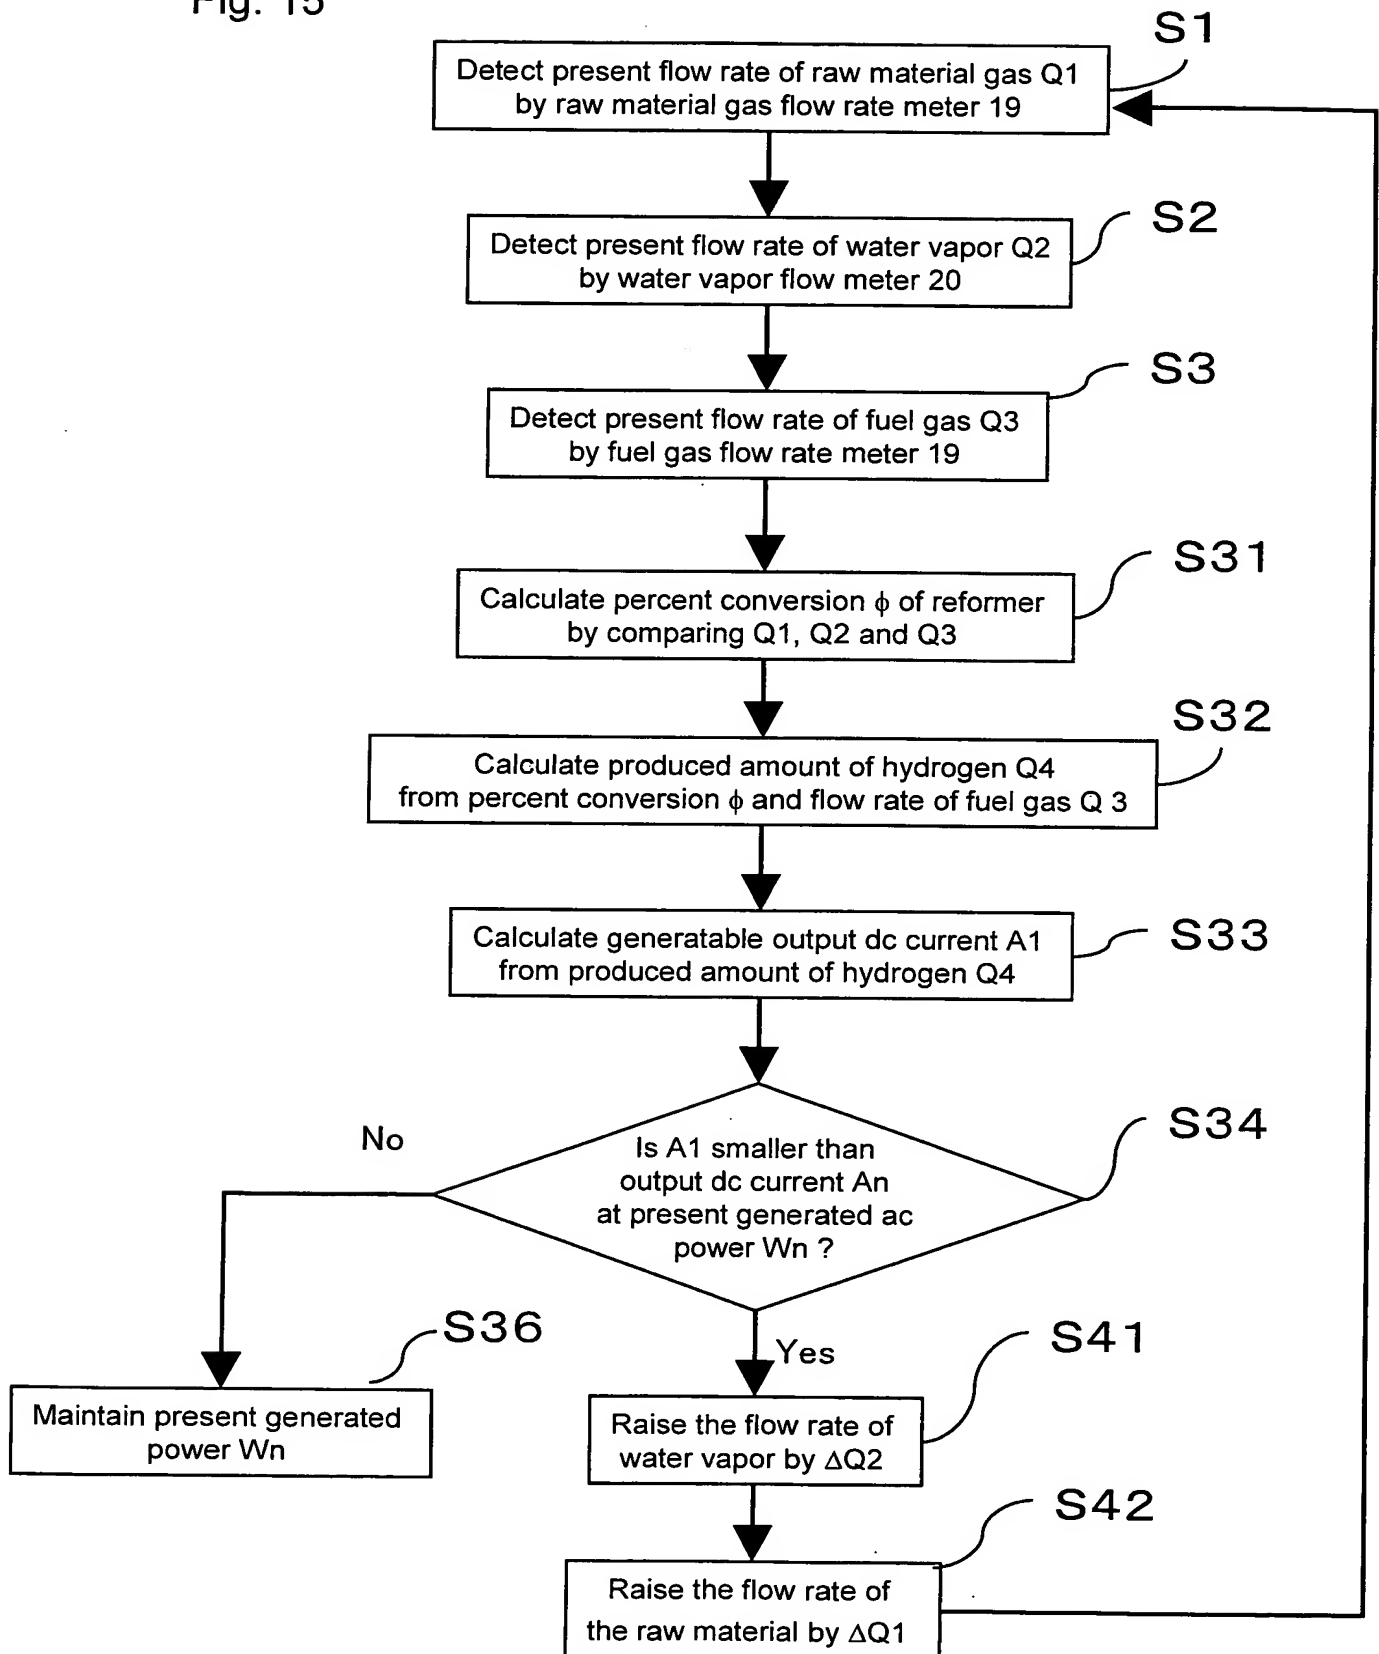 Fig. 15
S1
Detect present flow rate of raw material gas Q1
by raw material gas flow rate meter 19
S2
Detect present flow rate of water vapor Q2
by water vapor flow meter 20
S3
Detect present flow rate of fuel gas Q3
by fuel gas flow rate meter 19
S31
Calculate percent conversion ϕ of reformer
by comparing Q1, Q2 and Q3
S32
Calculate produced amount of hydrogen Q4
from percent conversion ϕ and flow rate of fuel gas Q 3
S33
Calculate generatable output dc current A1
from produced amount of hydrogen Q4
S34
No
Is A1 smaller than
output dc current An
at present generated ac
power Wn ?
S36
Maintain present generated
power Wn
Yes
S41
Raise the flow rate of
water vapor by ΔQ2
S42
Raise the flow rate of
the raw material by ΔQ1